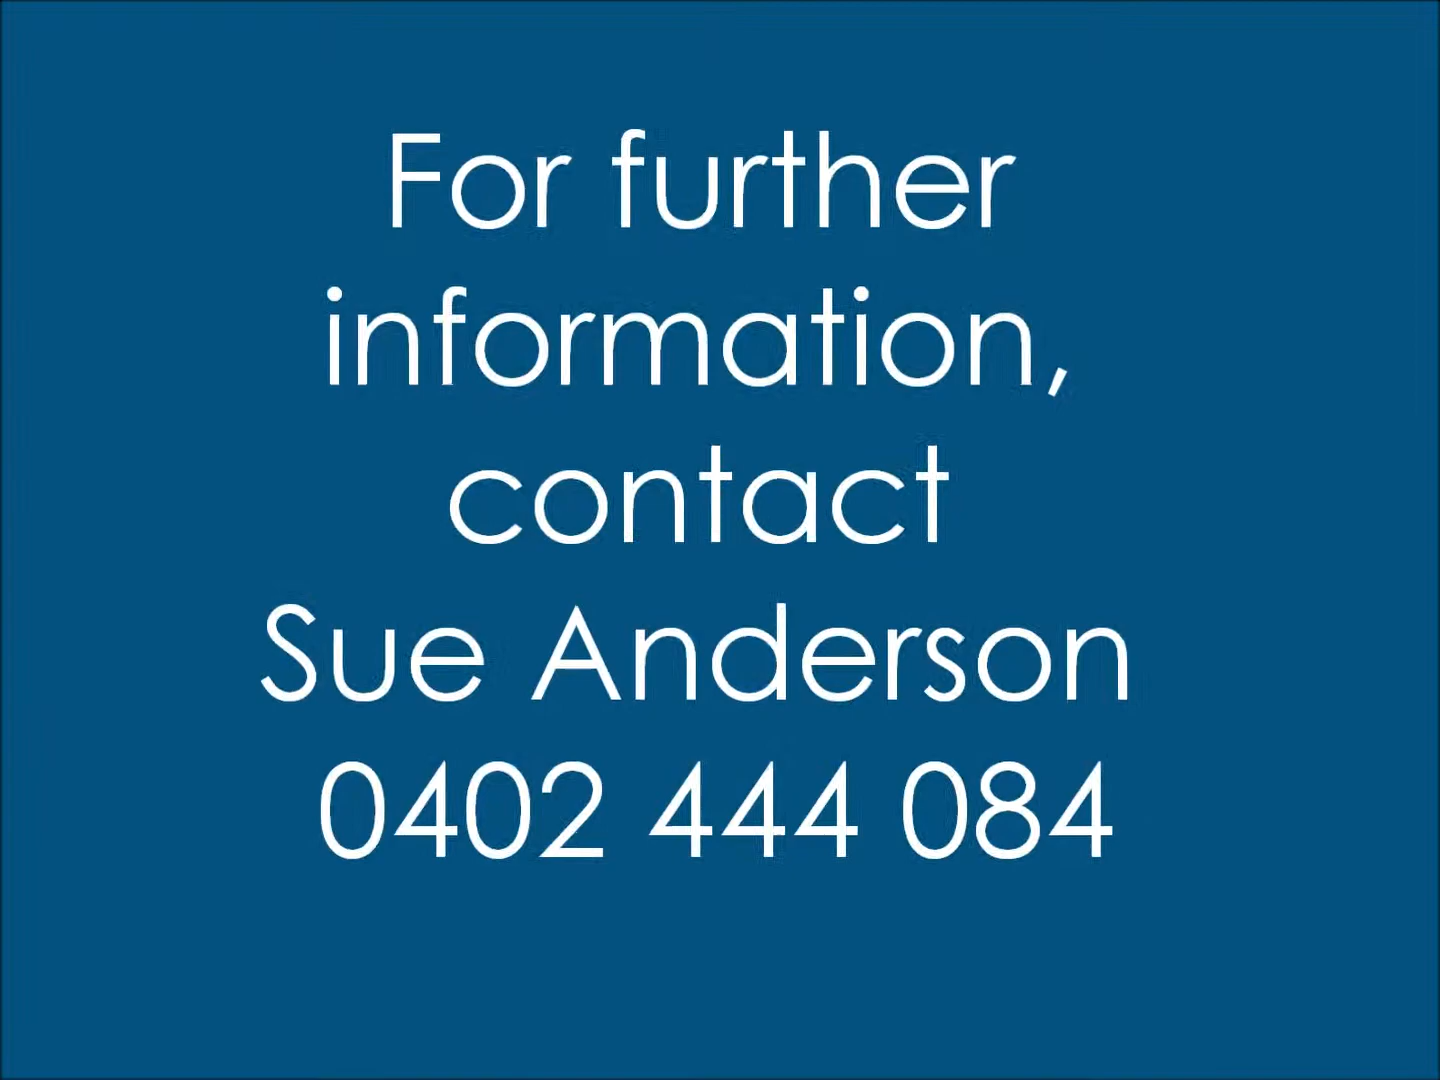 For further
information,
contact
Sue Anderson
0402 444 084